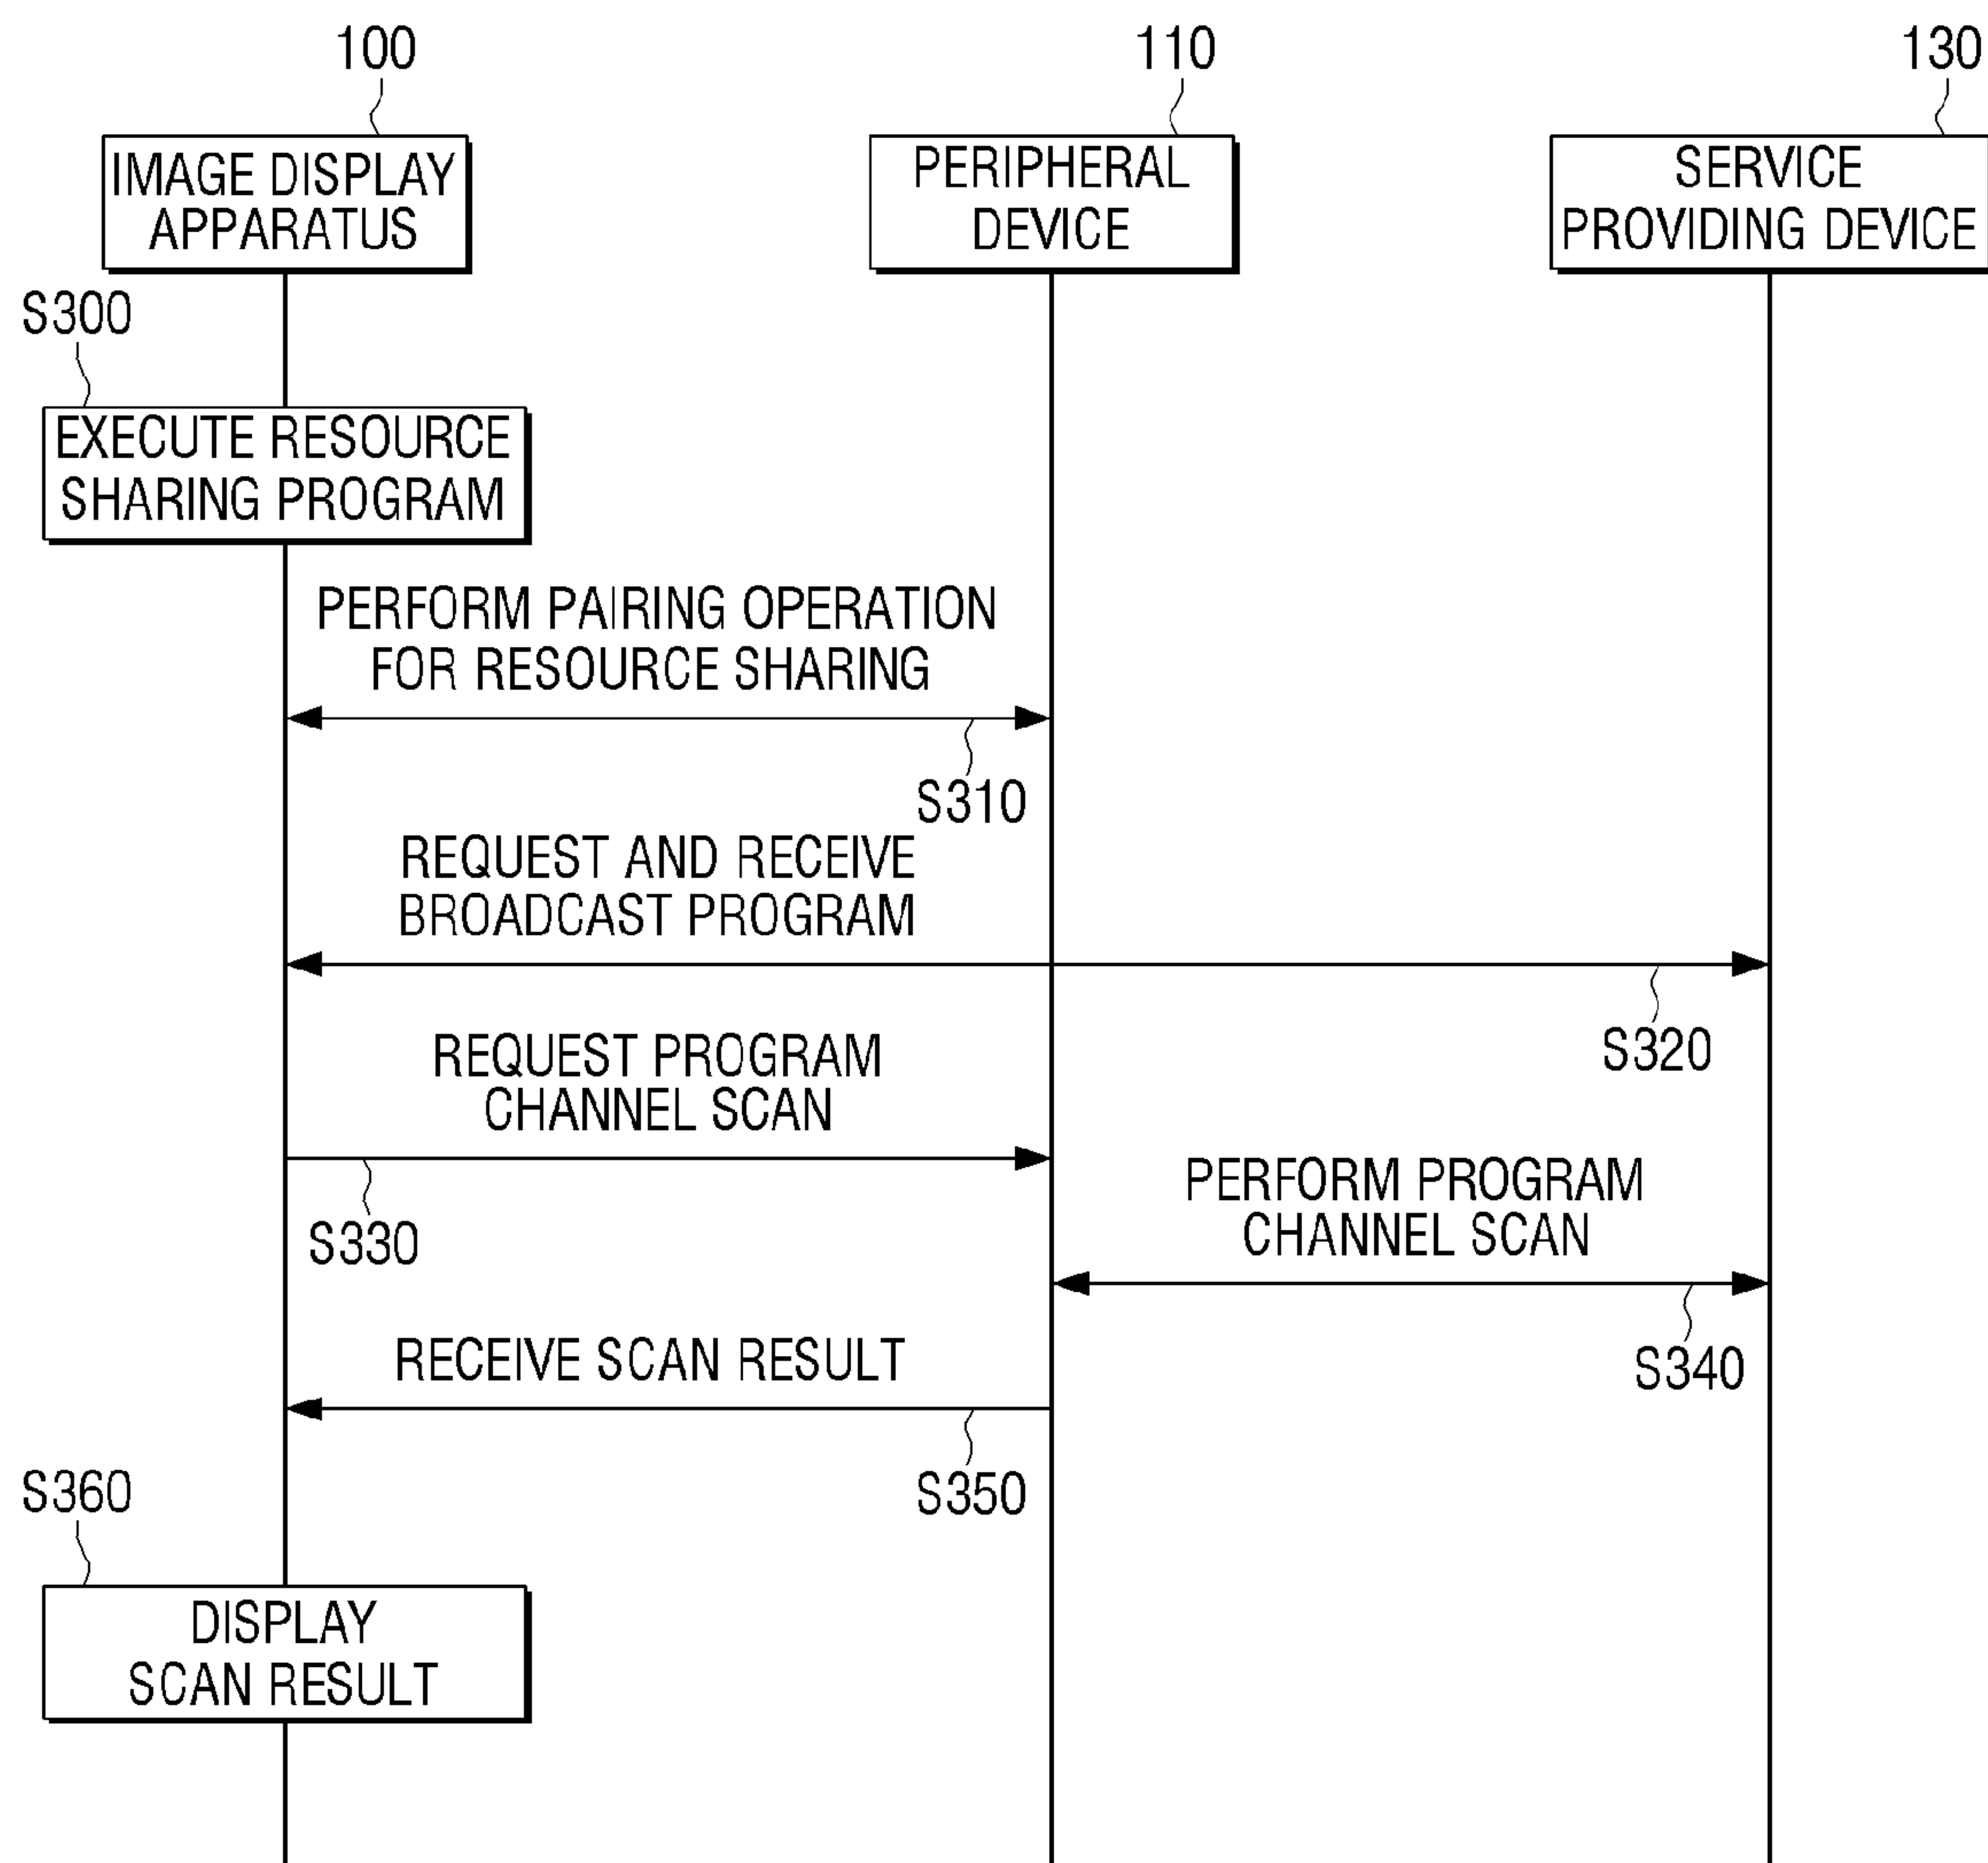 100
110
130
IMAGE DISPLAY
APPARATUS
PERIPHERAL
DEVICE
SERVICE
PROVIDING DEVICE
S300
EXECUTE RESOURCE
SHARING PROGRAM
PERFORM PAIRING OPERATION
FOR RESOURCE SHARING
S310
REQUEST AND RECEIVE
BROADCAST PROGRAM
S320
REQUEST PROGRAM
CHANNEL SCAN
S330
PERFORM PROGRAM
CHANNEL SCAN
S340
RECEIVE SCAN RESULT
S350
S360
DISPLAY
SCAN RESULT